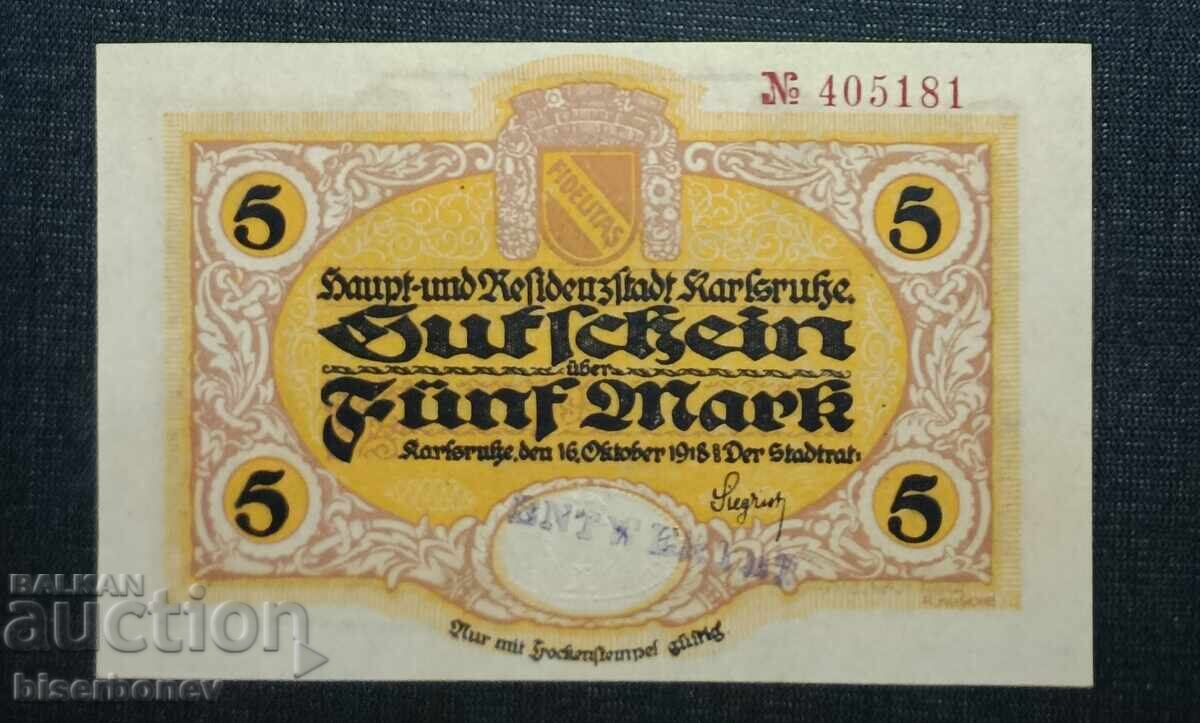 № 405181
FIDELITAS
5
5
Haupt- und Residenzstadt Karlsruhe.
Gutschein
über
Fünf Mark
Karlsruhe, den 16. Oktober 1918 Der Stadtrat:
5
5
Siegrist
ENTWERTET
Nur mit Trockenstempel gültig.
BALKAN
auction
biserbonev